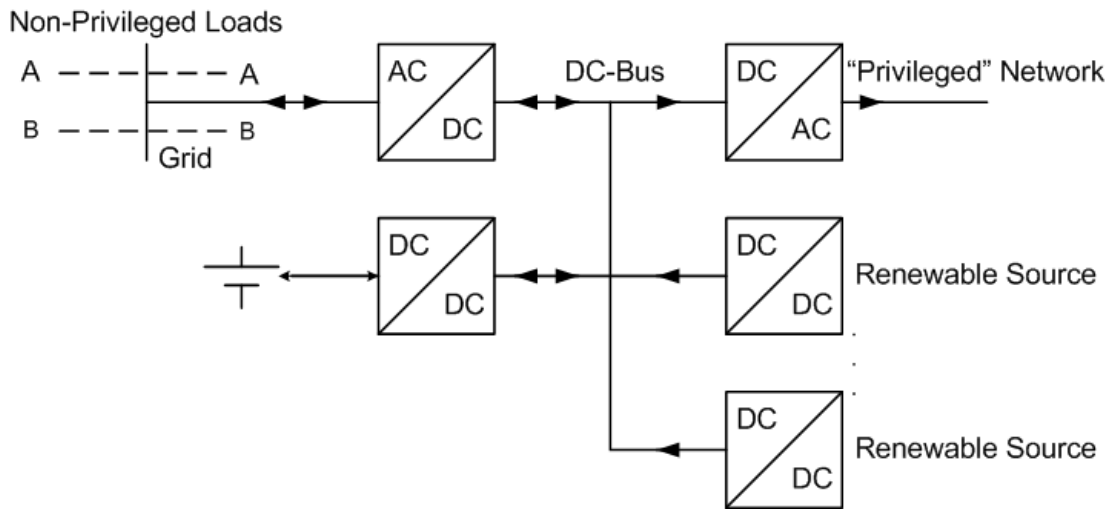 Non-Privileged Loads
A A
B B
Grid
AC
DC
DC-Bus
DC
AC
“Privileged” Network
DC
DC
DC
DC
Renewable Source
DC
DC
Renewable Source